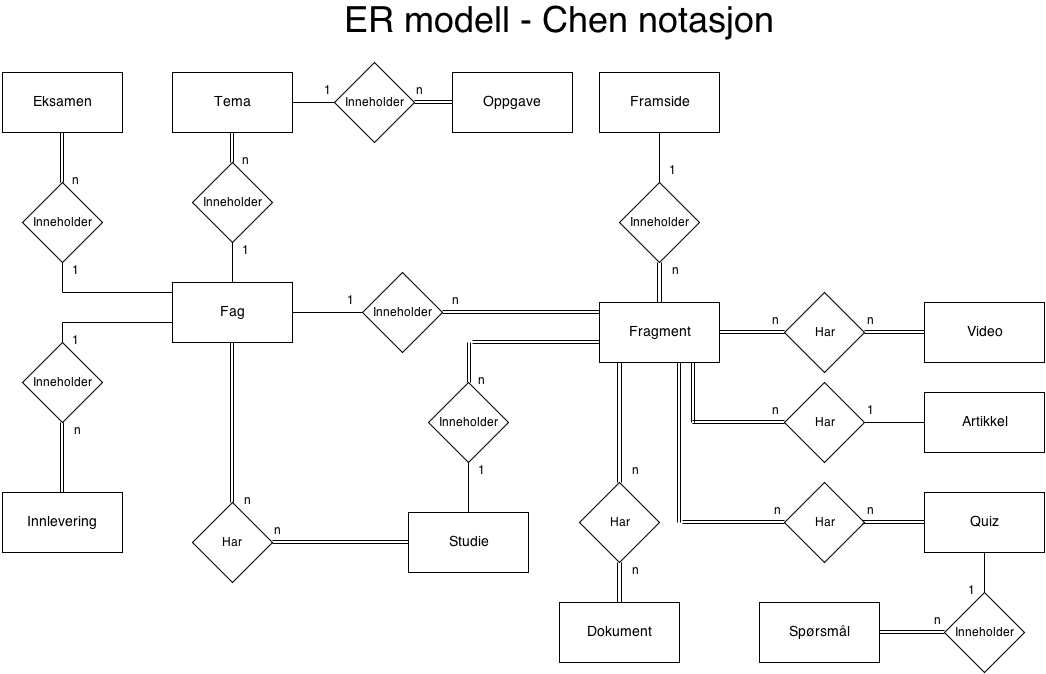 ER modell - Chen notasjon
Eksamen
Tema
1
Inneholder
n
Oppgave
Framside
n
Inneholder
1
n
Inneholder
1
1
Inneholder
n
Fag
1
Inneholder
n
Fragment
n
Har
n
Video
1
Inneholder
n
n
Inneholder
1
n
Har
1
Artikkel
Innlevering
n
Har
n
Studie
n
Har
n
Dokument
n
Har
n
Quiz
1
Inneholder
n
Spørsmål